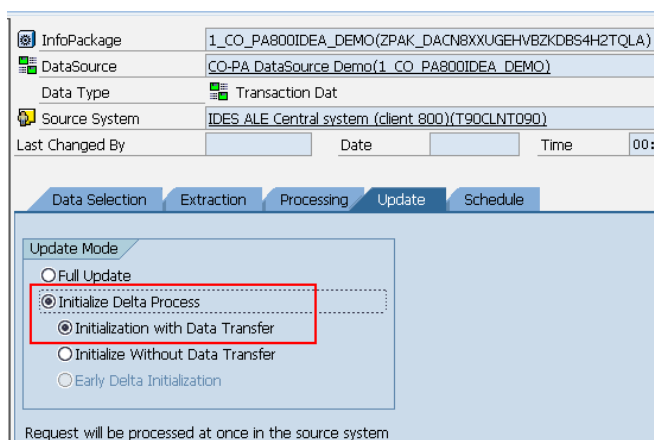 InfoPackage 1_CO_PA800IDEA_DEMO(ZPAK_DACN8XXUGEHVBZKDBS4H2TQLA)
DataSource CO-PA DataSource Demo(1_CO_PA800IDEA_DEMO)
Data Type Transaction Dat
Source System IDES ALE Central system (client 800)(T90CLNT090)
Last Changed By Date Time 00:
Data Selection Extraction Processing Update Schedule
Update Mode
Full Update
Initialize Delta Process
Initialization with Data Transfer
Initialize Without Data Transfer
Early Delta Initialization
Request will be processed at once in the source system